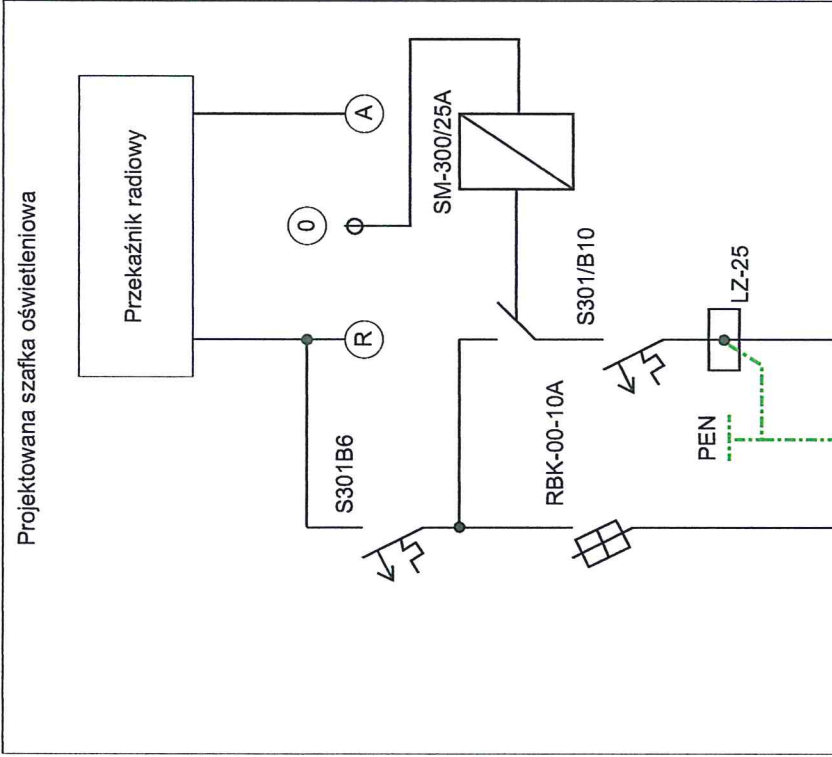 Projektowana szafka oświetleniowa
Przekaźnik radiowy
R
0
A
S301B6
SM-300/25A
RBK-00-10A
S301/B10
PEN
LZ-25